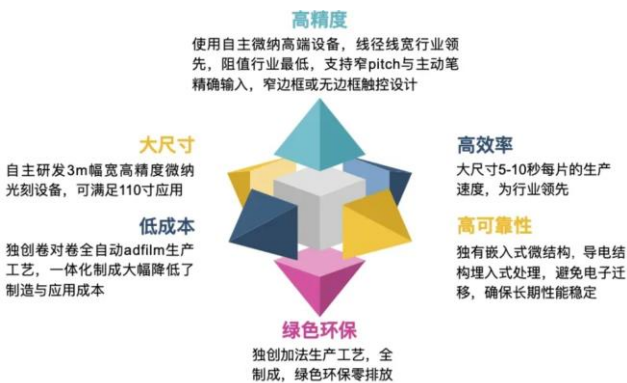 高精度
使用自主微纳高端设备，线径线宽行业领
先，阻值行业最低，支持窄pitch与主动笔
精确输入，窄边框或无边框触控设计
大尺寸
自主研发3m幅宽高精度微纳
光刻设备，可满足110寸应用
高效率
大尺寸5-10秒每片的生产
速度，为行业领先
低成本
独创卷对卷全自动adfilm生产
工艺，一体化制成大幅降低了
制造与应用成本
高可靠性
独有嵌入式微结构，导电结
构埋入式处理，避免电子迁
移，确保长期性能稳定
绿色环保
独创加法生产工艺，全
制成，绿色环保零排放